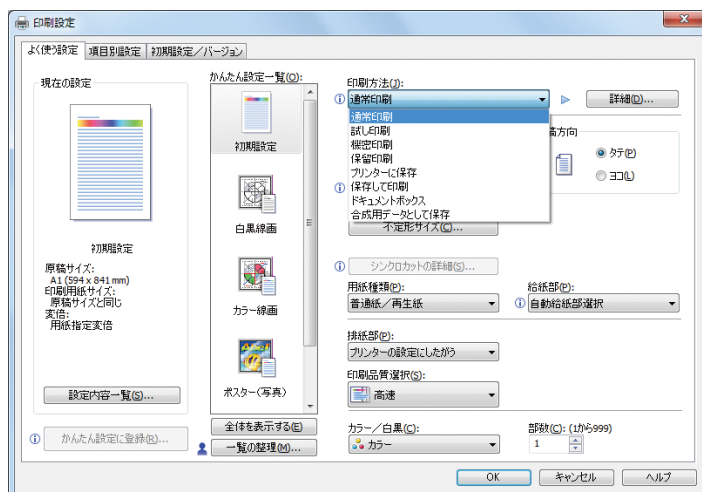 印刷設定
よく使う設定 項目別設定 初期設定／バージョン
現在の設定
初期設定
原稿サイズ:
A1 (594 x 841 mm)
印刷用紙サイズ:
原稿サイズと同じ
変倍:
用紙指定変倍
設定内容一覧(S)...
かんたん設定に登録(R)...
かんたん設定一覧(O):
初期設定
白黒線画
カラー線画
ポスター(写真)
全体を表示する(E)
一覧の整理(M)...
印刷方法(J):
通常印刷
詳細(D)...
通常印刷
試し印刷
機密印刷
保留印刷
プリンターに保存
保存して印刷
ドキュメントボックス
合成用データとして保存
稿方向
タテ(P)
ヨコ(L)
不定形サイズ(C)...
シンクロカットの詳細(S)...
用紙種類(P):
普通紙／再生紙
給紙部(P):
自動給紙部選択
排紙部(P):
プリンターの設定にしたがう
印刷品質選択(S):
高速
カラー／白黒(C):
カラー
部数(C): (1から999)
1
OK キャンセル ヘルプ